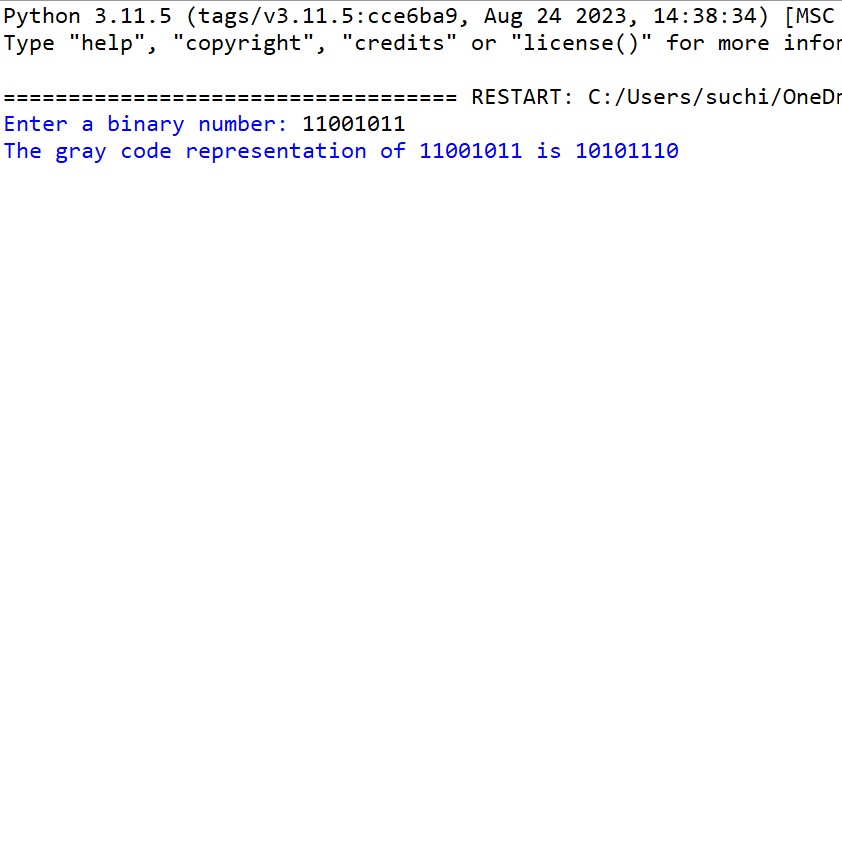 Python 3.11.5 (tags/v3.11.5:cce6ba9, Aug 24 2023, 14:38:34) [MSC
Type "help", "copyright", "credits" or "license()" for more infor
=================================== RESTART: C:/Users/suchi/OneDr
Enter a binary number: 11001011
The gray code representation of 11001011 is 10101110